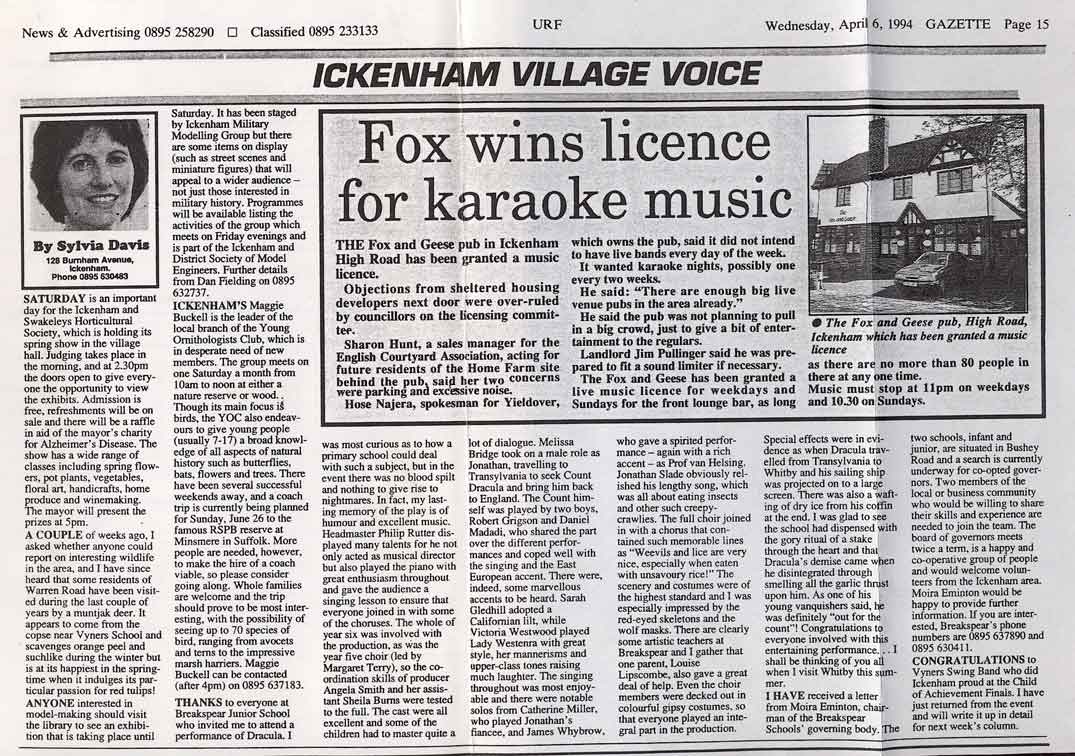 News & Advertising 0895 258290 □ Classified 0895 233133
URF
Wednesday, April 6, 1994 GAZETTE Page 15
ICKENHAM VILLAGE VOICE
By Sylvia Davis
128 Burnham Avenue,
Ickenham.
Phone 0895 630483
SATURDAY is an important
day for the Ickenham and
Swakeleys Horticultural
Society, which is holding its
spring show in the village
hall. Judging takes place in
the morning, and at 2.30pm
the doors open to give every-
one the opportunity to view
the exhibits. Admission is
free, refreshments will be on
sale and there will be a raffle
in aid of the mayor's charity
for Alzheimer's Disease. The
show has a wide range of
classes including spring flow-
ers, pot plants, vegetables,
floral art, handicrafts, home
produce and winemaking.
The mayor will present the
prizes at 5pm.
A COUPLE of weeks ago, I
asked whether anyone could
report on interesting wildlife
in the area, and I have since
heard that some residents of
Warren Road have been visit-
ed during the last couple of
years by a muntjak deer. It
appears to come from the
copse near Vyners School and
scavenges orange peel and
suchlike during the winter but
is at its happiest in the spring-
time when it indulges its par-
ticular passion for red tulips!
ANYONE interested in
model-making should visit
the library to see an exhibi-
tion that is taking place until
Saturday. It has been staged
by Ickenham Military
Modelling Group but there
are some items on display
(such as street scenes and
miniature figures) that will
appeal to a wider audience –
not just those interested in
military history. Programmes
will be available listing the
activities of the group which
meets on Friday evenings and
is part of the Ickenham and
District Society of Model
Engineers. Further details
from Dan Fielding on 0895
632737.
ICKENHAM'S Maggie
Buckell is the leader of the
local branch of the Young
Ornithologists Club, which is
in desperate need of new
members. The group meets on
one Saturday a month from
10am to noon at either a
nature reserve or wood.
Though its main focus is
birds, the YOC also endeav-
ours to give young people
(usually 7-17) a broad knowl-
edge of all aspects of natural
history such as butterflies,
bats, flowers and trees. There
have been several successful
weekends away, and a coach
trip is currently being planned
for Sunday, June 26 to the
famous RSPB reserve at
Minsmere in Suffolk. More
people are needed, however,
to make the hire of a coach
viable, so please consider
going along. Whole families
are welcome and the trip
should prove to be most inter-
esting, with the possibility of
seeing up to 70 species of
bird, ranging from avocets
and terns to the impressive
marsh harriers. Maggie
Buckell can be contacted
(after 4pm) on 0895 637183.
THANKS to everyone at
Breakspear Junior School
who invited me to attend a
performance of Dracula. I
Fox wins licence
for karaoke music
THE Fox and Geese pub in Ickenham
High Road has been granted a music
licence.
Objections from sheltered housing
developers next door were over-ruled
by councillors on the licensing commit-
tee.
Sharon Hunt, a sales manager for the
English Courtyard Association, acting for
future residents of the Home Farm site
behind the pub, said her two concerns
were parking and excessive noise.
Hose Najera, spokesman for Yieldover,
which owns the pub, said it did not intend
to have live bands every day of the week.
It wanted karaoke nights, possibly one
every two weeks.
He said: "There are enough big live
venue pubs in the area already."
He said the pub was not planning to pull
in a big crowd, just to give a bit of enter-
tainment to the regulars.
Landlord Jim Pullinger said he was pre-
pared to fit a sound limiter if necessary.
The Fox and Geese has been granted a
live music licence for weekdays and
Sundays for the front lounge bar, as long
● The Fox and Geese pub, High Road,
Ickenham which has been granted a music
licence
as there are no more than 80 people in
there at any one time.
Music must stop at 11pm on weekdays
and 10.30 on Sundays.
was most curious as to how a
primary school could deal
with such a subject, but in the
event there was no blood spilt
and nothing to give rise to
nightmares. In fact, my last-
ing memory of the play is of
humour and excellent music.
Headmaster Philip Rutter dis-
played many talents for he not
only acted as musical director
but also played the piano with
great enthusiasm throughout
and gave the audience a
singing lesson to ensure that
everyone joined in with some
of the choruses. The whole of
year six was involved with
the production, as was the
year five choir (led by
Margaret Terry), so the co-
ordination skills of producer
Angela Smith and her assis-
tant Sheila Burns were tested
to the full. The cast were all
excellent and some of the
children had to master quite a
lot of dialogue. Melissa
Bridge took on a male role as
Jonathan, travelling to
Transylvania to seek Count
Dracula and bring him back
to England. The Count him-
self was played by two boys,
Robert Grigson and Daniel
Madadi, who shared the part
over the different perfor-
mances and coped well with
the singing and the East
European accent. There were,
indeed, some marvellous
accents to be heard. Sarah
Gledhill adopted a
Californian lilt, while
Victoria Westwood played
Lady Westenra with great
style, her mannerisms and
upper-class tones raising
much laughter. The singing
throughout was most enjoy-
able and there were notable
solos from Catherine Miller,
who played Jonathan's
fiancee, and James Whybrow,
who gave a spirited perfor-
mance – again with a rich
accent – as Prof van Helsing.
Jonathan Slade obviously rel-
ished his lengthy song, which
was all about eating insects
and other such creepy-
crawlies. The full choir joined
in with a chorus that con-
tained such memorable lines
as "Weevils and lice are very
nice, especially when eaten
with unsavoury rice!" The
scenery and costumes were of
the highest standard and I was
especially impressed by the
red-eyed skeletons and the
wolf masks. There are clearly
some artistic teachers at
Breakspear and I gather that
one parent, Louise
Lipscombe, also gave a great
deal of help. Even the choir
members were decked out in
colourful gipsy costumes, so
that everyone played an inte-
gral part in the production.
Special effects were in evi-
dence as when Dracula trav-
elled from Transylvania to
Whitby and his sailing ship
was projected on to a large
screen. There was also a waft-
ing of dry ice from his coffin
at the end. I was glad to see
the school had dispensed with
the gory ritual of a stake
through the heart and that
Dracula's demise came when
he disintegrated through
smelling all the garlic thrust
upon him. As one of his
young vanquishers said, he
was definitely "out for the
count"! Congratulations to
everyone involved with this
entertaining performance. . . I
shall be thinking of you all
when I visit Whitby this sum-
mer.
I HAVE received a letter
from Moira Eminton, chair-
man of the Breakspear
Schools' governing body. The
two schools, infant and
junior, are situated in Bushey
Road and a search is currently
underway for co-opted gover-
nors. Two members of the
local or business community
who would be willing to share
their skills and experience are
needed to join the team. The
board of governors meets
twice a term, is a happy and
co-operative group of people
and would welcome volun-
teers from the Ickenham area.
Moira Eminton would be
happy to provide further
information. If you are inter-
ested, Breakspear's phone
numbers are 0895 637890 and
0895 630411.
CONGRATULATIONS to
Vyners Swing Band who did
Ickenham proud at the Child
of Achievement Finals. I have
just returned from the event
and will write it up in detail
for next week's column.